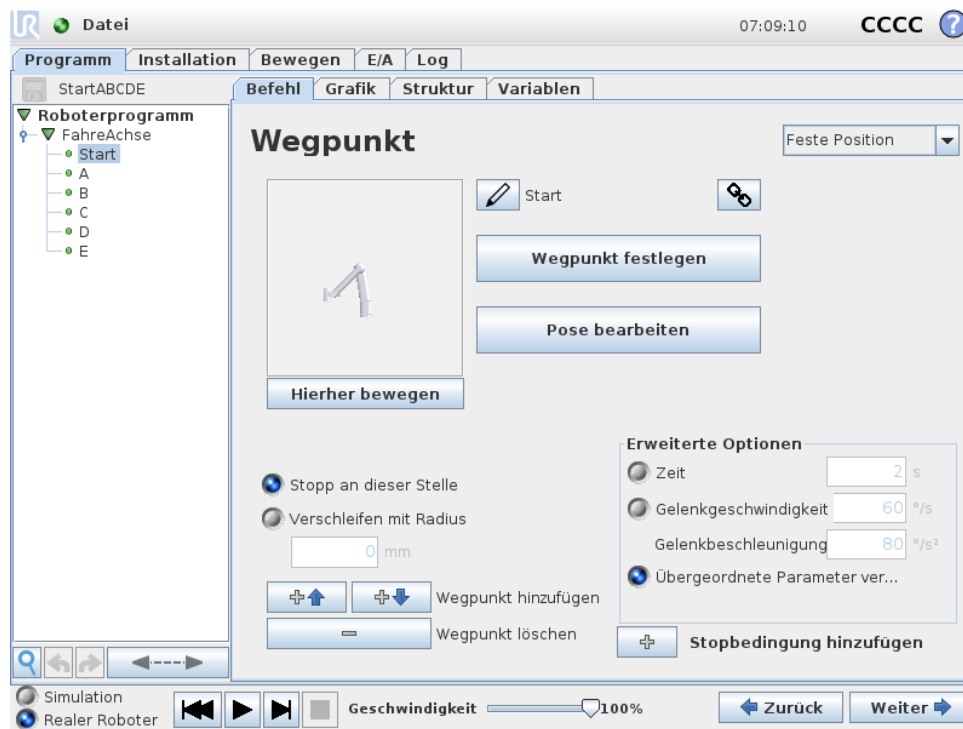 UR Datei 07:09:10 CCCC ?
Programm Installation Bewegen E/A Log
StartABCDE
Befehl Grafik Struktur Variablen
Roboterprogramm
FahreAchse
Start
A
B
C
D
E
Wegpunkt
Feste Position
Start
Wegpunkt festlegen
Pose bearbeiten
Hierher bewegen
Stopp an dieser Stelle
Verschleifen mit Radius
0 mm
Wegpunkt hinzufügen
Wegpunkt löschen
Erweiterte Optionen
Zeit 2 s
Gelenkgeschwindigkeit 60 °/s
Gelenkbeschleunigung 80 °/s²
Übergeordnete Parameter ver...
Stopbedingung hinzufügen
Simulation
Realer Roboter
Geschwindigkeit 100%
Zurück Weiter